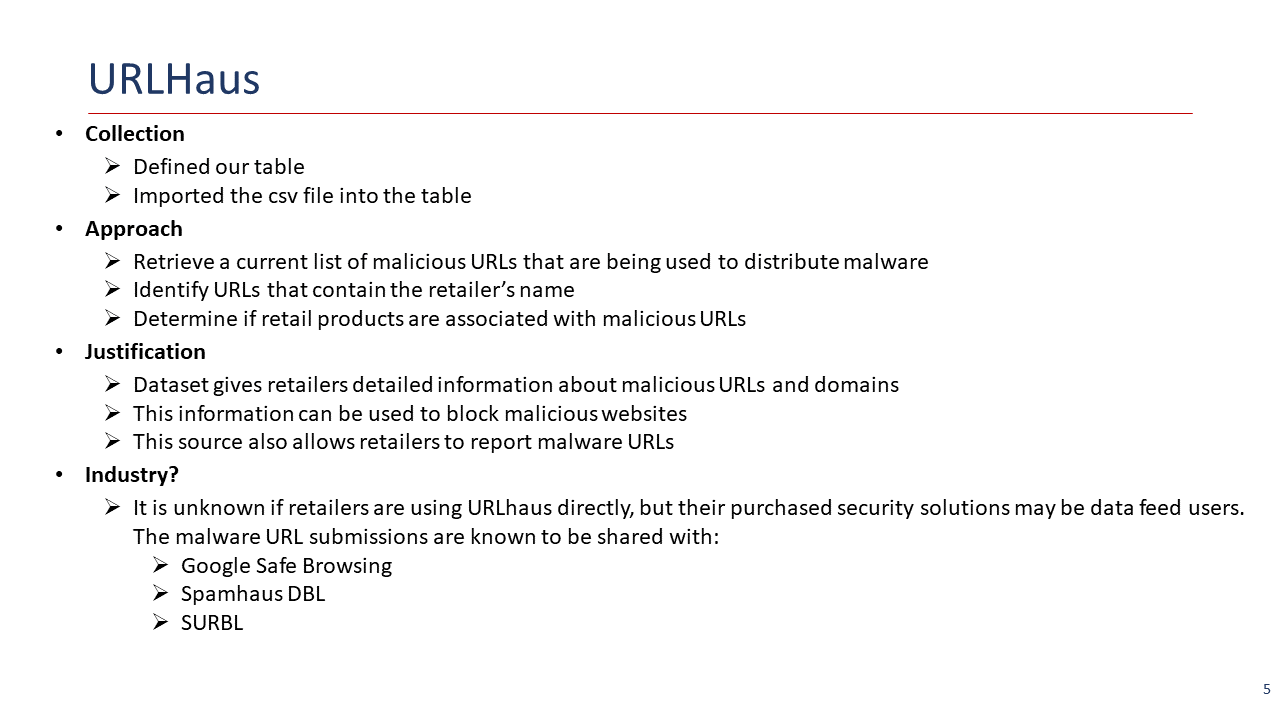 URLHaus
• Collection
➢ Defined our table
➢ Imported the csv file into the table
• Approach
➢ Retrieve a current list of malicious URLs that are being used to distribute malware
➢ Identify URLs that contain the retailer’s name
➢ Determine if retail products are associated with malicious URLs
• Justification
➢ Dataset gives retailers detailed information about malicious URLs and domains
➢ This information can be used to block malicious websites
➢ This source also allows retailers to report malware URLs
• Industry?
➢ It is unknown if retailers are using URLhaus directly, but their purchased security solutions may be data feed users.
The malware URL submissions are known to be shared with:
➢ Google Safe Browsing
➢ Spamhaus DBL
➢ SURBL
5